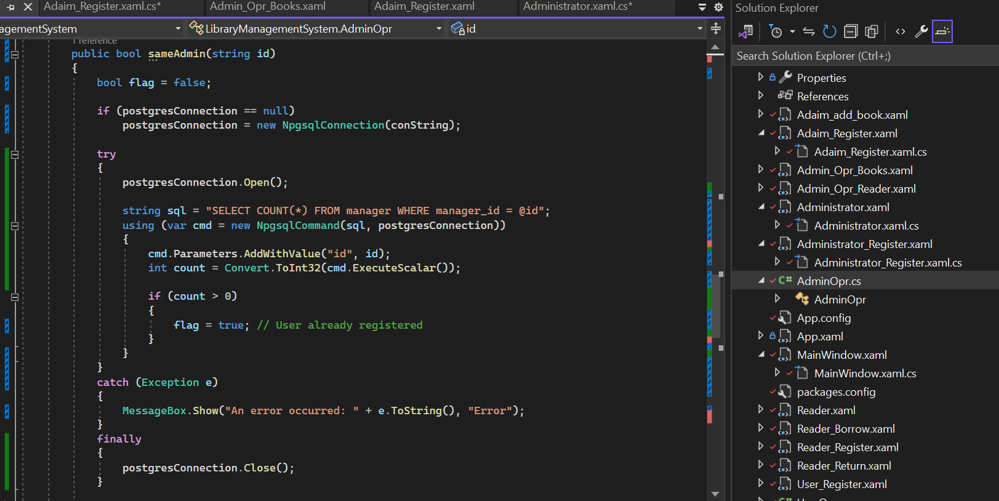 Adaim_Register.xaml.cs*
Admin_Opr_Books.xaml
Adaim_Register.xaml
Administrator.xaml.cs*
agementSystem
LibraryManagementSystem.AdminOpr
id
1 reference
public bool sameAdmin(string id)
{
bool flag = false;
if (postgresConnection == null)
postgresConnection = new NpgsqlConnection(conString);
try
{
postgresConnection.Open();
string sql = "SELECT COUNT(*) FROM manager WHERE manager_id = @id";
using (var cmd = new NpgsqlCommand(sql, postgresConnection))
{
cmd.Parameters.AddWithValue("id", id);
int count = Convert.ToInt32(cmd.ExecuteScalar());
if (count > 0)
{
flag = true; // User already registered
}
}
}
catch (Exception e)
{
MessageBox.Show("An error occurred: " + e.ToString(), "Error");
}
finally
{
postgresConnection.Close();
}
Solution Explorer
Search Solution Explorer (Ctrl+;)
Properties
References
Adaim_add_book.xaml
Adaim_Register.xaml
Adaim_Register.xaml.cs
Admin_Opr_Books.xaml
Admin_Opr_Reader.xaml
Administrator.xaml
Administrator.xaml.cs
Administrator_Register.xaml
Administrator_Register.xaml.cs
C# AdminOpr.cs
AdminOpr
App.config
App.xaml
MainWindow.xaml
MainWindow.xaml.cs
packages.config
Reader.xaml
Reader_Borrow.xaml
Reader_Register.xaml
Reader_Return.xaml
User_Register.xaml